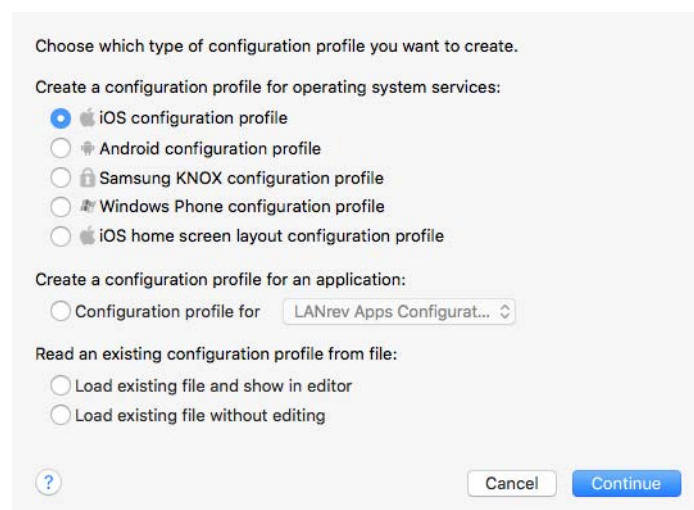 Choose which type of configuration profile you want to create.
Create a configuration profile for operating system services:
iOS configuration profile
Android configuration profile
Samsung KNOX configuration profile
Windows Phone configuration profile
iOS home screen layout configuration profile
Create a configuration profile for an application:
Configuration profile for LANrev Apps Configurat...
Read an existing configuration profile from file:
Load existing file and show in editor
Load existing file without editing
? Cancel Continue